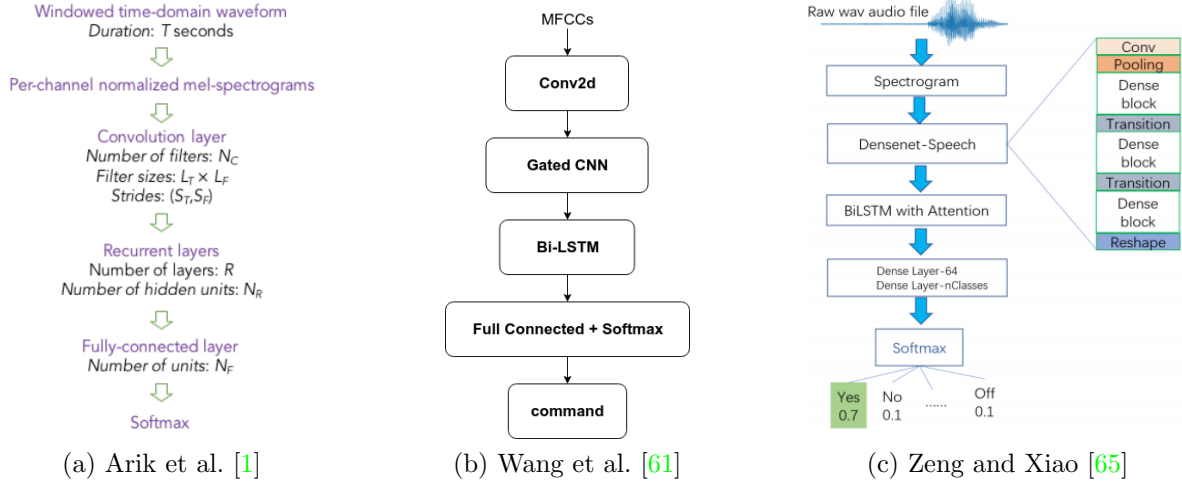 Windowed time-domain waveform
Duration: T seconds
Per-channel normalized mel-spectrograms
Convolution layer
Number of filters: N_C
Filter sizes: L_T × L_F
Strides: (S_T,S_F)
Recurrent layers
Number of layers: R
Number of hidden units: N_R
Fully-connected layer
Number of units: N_F
Softmax
(a) Arik et al. [1]
MFCCs
Conv2d
Gated CNN
Bi-LSTM
Full Connected + Softmax
command
(b) Wang et al. [61]
Raw wav audio file
Spectrogram
Densenet-Speech
BiLSTM with Attention
Dense Layer-64
Dense Layer-nClasses
Softmax
Yes No ...... Off
0.7 0.1 0.1
Conv
Pooling
Dense
block
Transition
Dense
block
Transition
Dense
block
Reshape
(c) Zeng and Xiao [65]